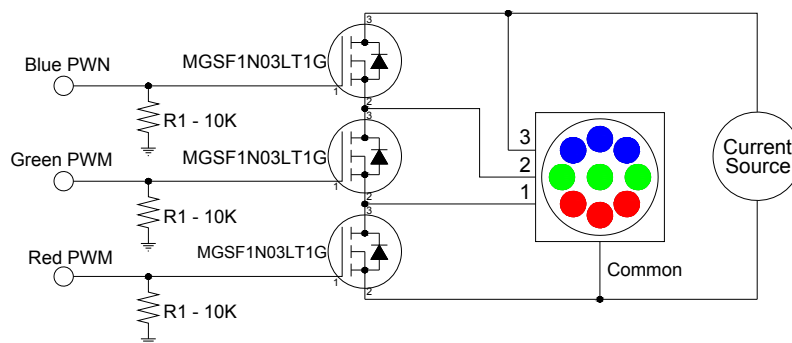 3
MGSF1N03LT1G
Blue PWN
1
2
R1 - 10K
3
MGSF1N03LT1G
Green PWM
1
2
R1 - 10K
3
MGSF1N03LT1G
Red PWM
1
2
R1 - 10K
3
2
1
Common
Current
Source